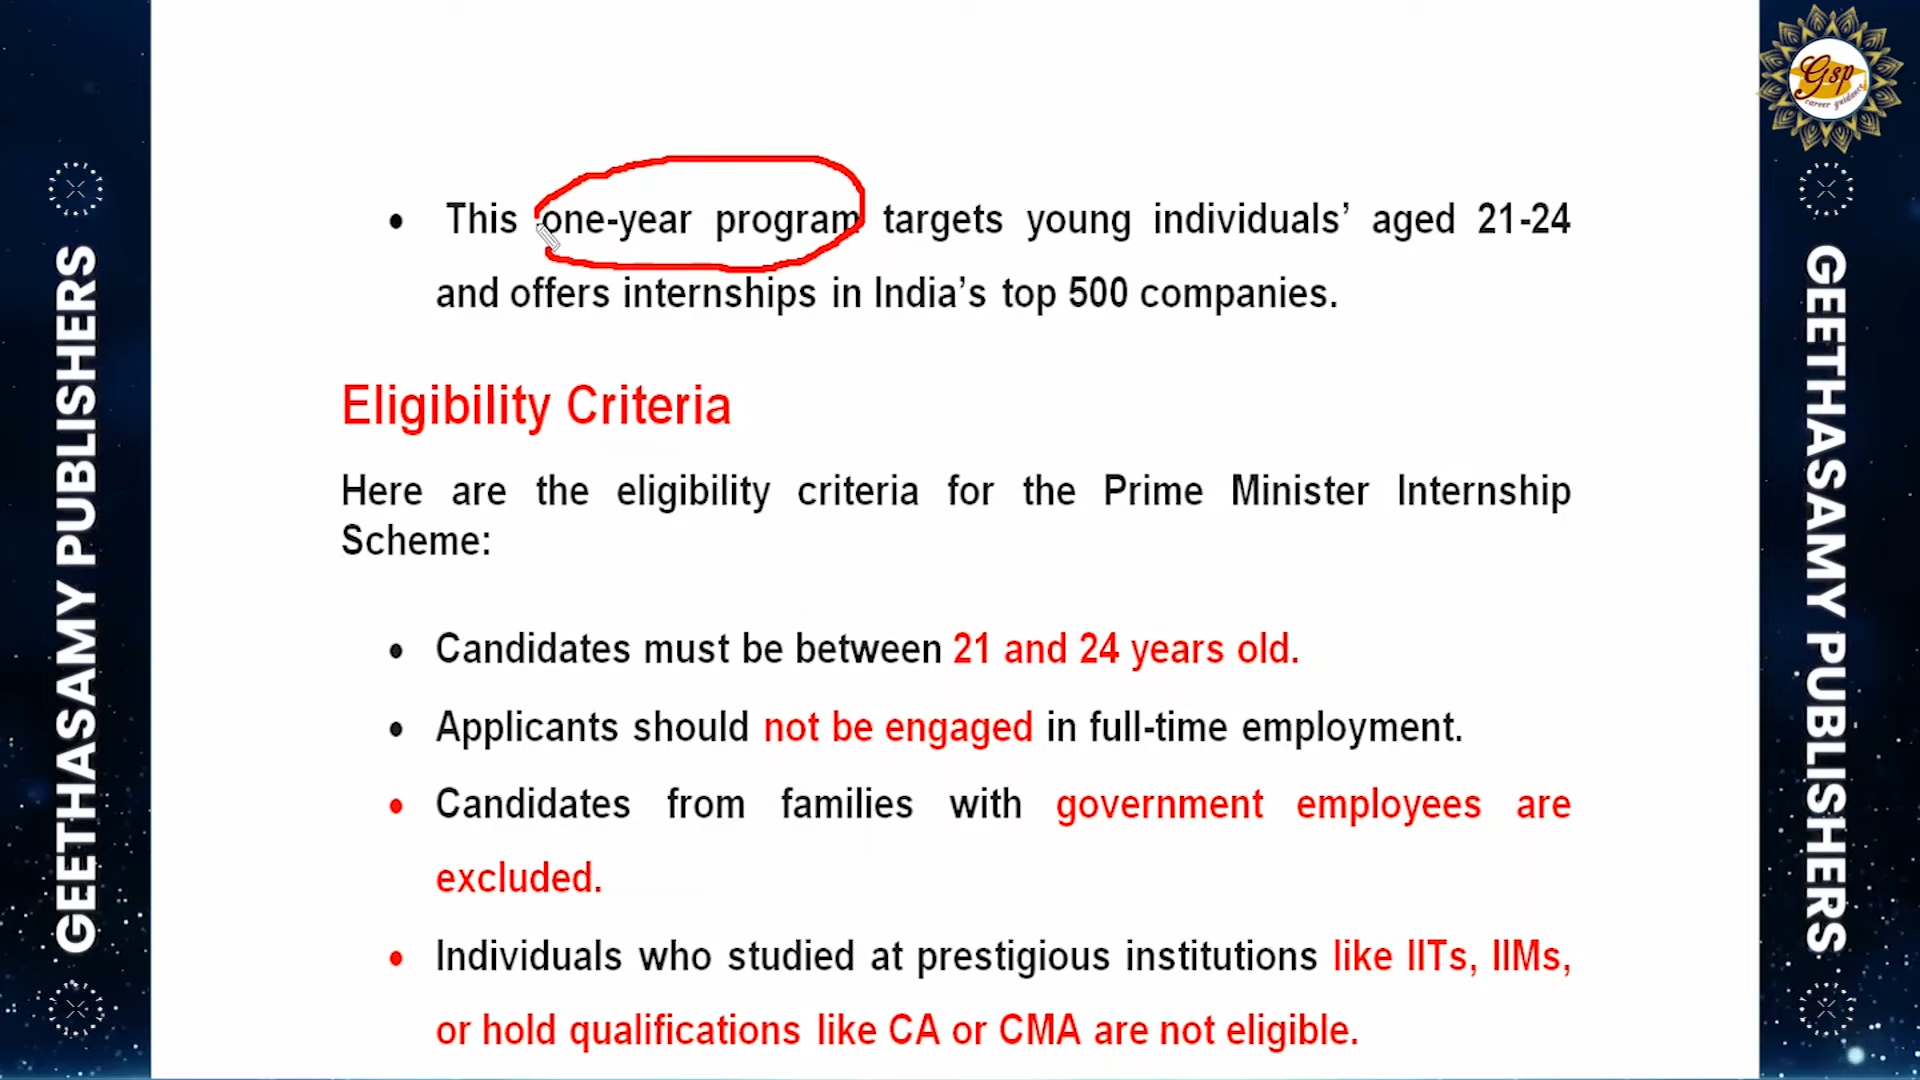 Gsp
career guidance
GEETHASAMY PUBLISHERS
• This one-year program targets young individuals’ aged 21-24
and offers internships in India’s top 500 companies.
Eligibility Criteria
Here are the eligibility criteria for the Prime Minister Internship
Scheme:
• Candidates must be between 21 and 24 years old.
• Applicants should not be engaged in full-time employment.
• Candidates from families with government employees are
excluded.
• Individuals who studied at prestigious institutions like IITs, IIMs,
or hold qualifications like CA or CMA are not eligible.
GEETHASAMY PUBLISHERS